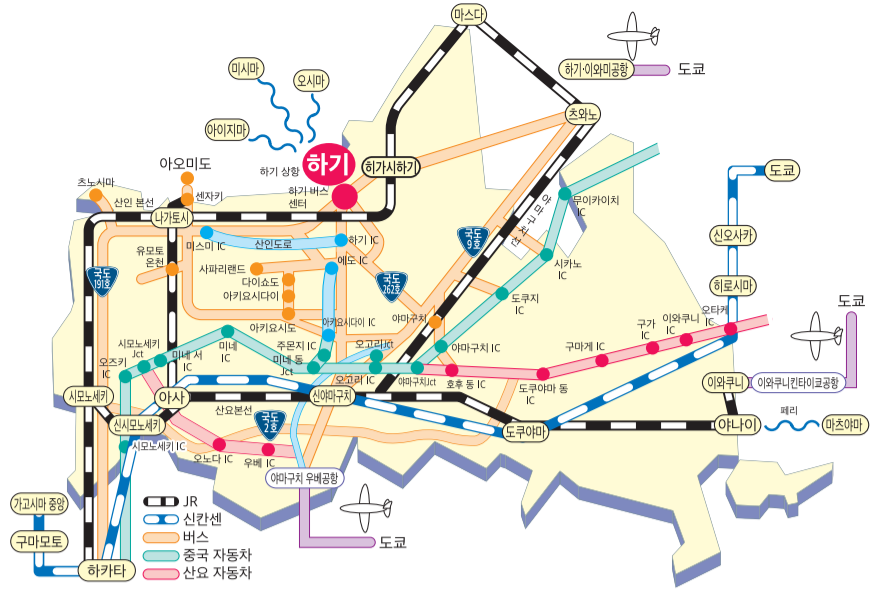 마스다
하기·이와미공항
도쿄
미시마
오시마
아이지마
츠와노
하기
하기 상항
히가시하기
하기 버스
센터
아오미도
츠노시마
산인 본선
센자키
나가토시
야마구치선
무이카이치
IC
도쿄
신오사카
히로시마
국도
9호
미스미 IC
산인도로
하기 IC
에도 IC
시카노
IC
유모토
온천
사파리랜드
다이쇼도
아키요시다이
국도
191호
국도
262호
도쿠지
IC
아키요시도
아키요시다이 IC
야마구치
오타케
IC
이와쿠니
IC
구가
IC
구마게 IC
도쿄
시모노세키
Jct
미네 서
IC
미네
IC
주몬지 IC
미네 동
Jct
오고리Jct
야마구치 IC
오즈키
IC
오고리 IC
야마구치Jct
호후 동 IC
도쿠야마 동
IC
이와쿠니
이와쿠니킨타이쿄공항
시모노세키
아사
신야마구치
산요본선
국도
2호
신시모노세키
시모노세키 IC
도쿠야마
야나이
페리
마츠야마
오노다 IC
우베 IC
야마구치 우베공항
도쿄
가고시마 중앙
구마모토
하카타
JR
신칸센
버스
중국 자동차
산요 자동차